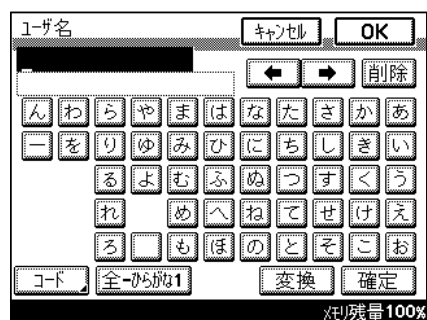 ユーザ名 キャンセル OK
← → 削除
ん わ ら や ま は な た さ か あ
ー を り ゆ み ひ に ち し き い
る よ む ふ ぬ つ す く う
れ め へ ね て せ け え
ろ も ほ の と そ こ お
コード 全-ひらがな1 変換 確定
メモリ残量100%